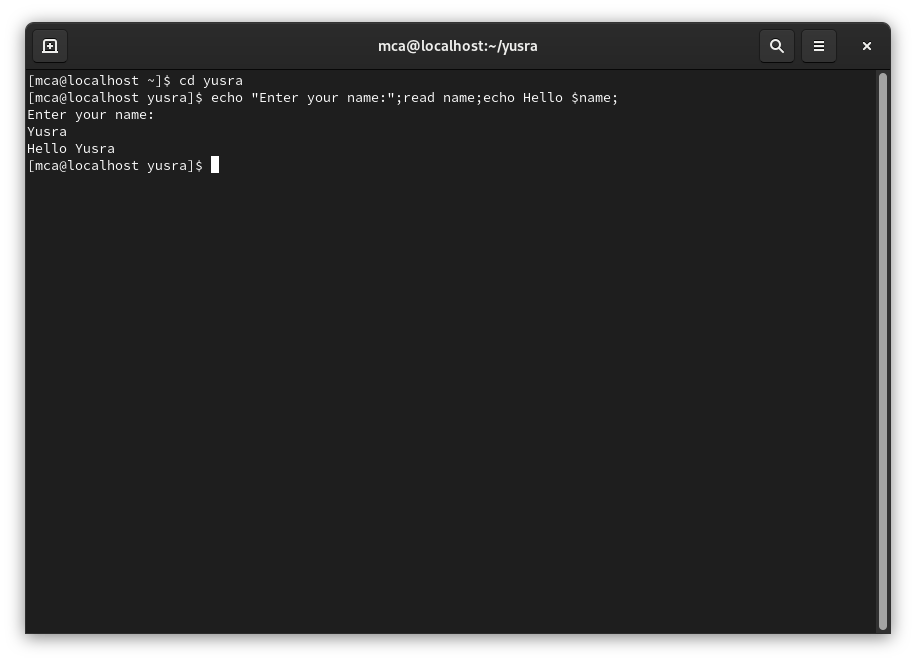 mca@localhost:~/yusra
[mca@localhost ~]$ cd yusra
[mca@localhost yusra]$ echo "Enter your name:";read name;echo Hello $name;
Enter your name:
Yusra
Hello Yusra
[mca@localhost yusra]$